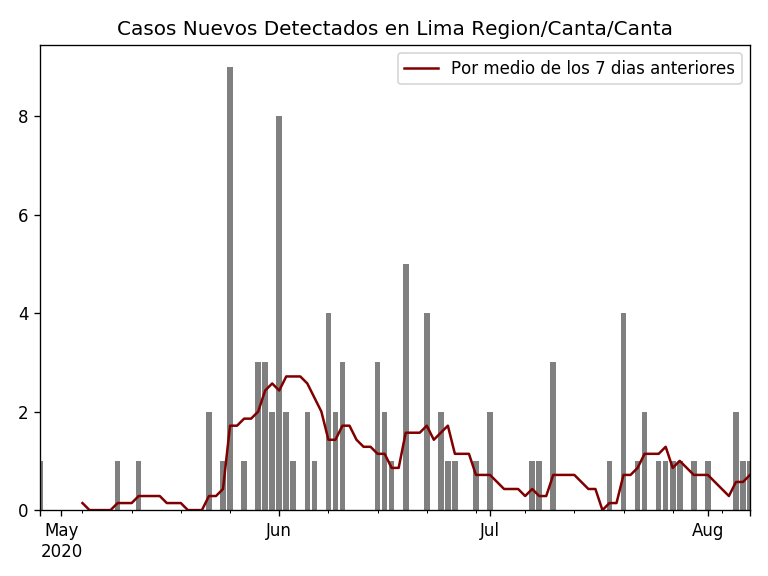 Casos Nuevos Detectados en Lima Region/Canta/Canta
Por medio de los 7 dias anteriores
8
6
4
2
0
May Jun Jul Aug
2020